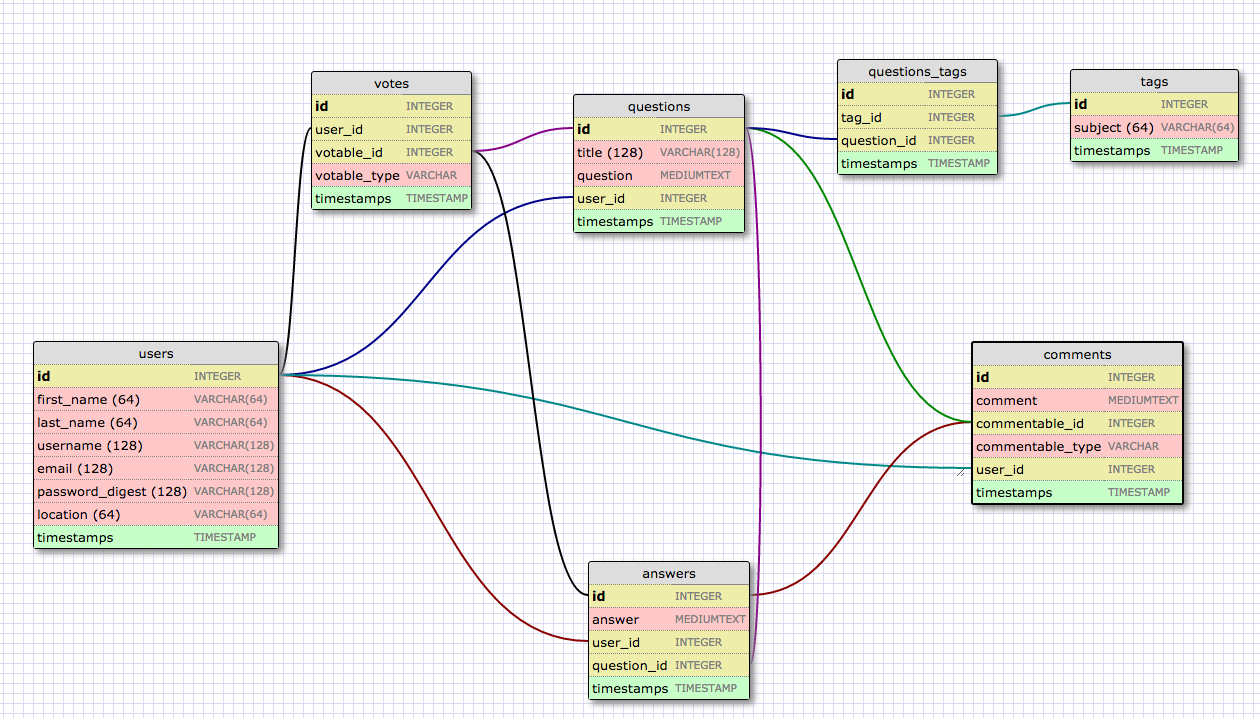 votes
id INTEGER
user_id INTEGER
votable_id INTEGER
votable_type VARCHAR
timestamps TIMESTAMP
questions
id INTEGER
title (128) VARCHAR(128)
question MEDIUMTEXT
user_id INTEGER
timestamps TIMESTAMP
questions_tags
id INTEGER
tag_id INTEGER
question_id INTEGER
timestamps TIMESTAMP
tags
id INTEGER
subject (64) VARCHAR(64)
timestamps TIMESTAMP
users
id INTEGER
first_name (64) VARCHAR(64)
last_name (64) VARCHAR(64)
username (128) VARCHAR(128)
email (128) VARCHAR(128)
password_digest (128) VARCHAR(128)
location (64) VARCHAR(64)
timestamps TIMESTAMP
comments
id INTEGER
comment MEDIUMTEXT
commentable_id INTEGER
commentable_type VARCHAR
user_id INTEGER
timestamps TIMESTAMP
answers
id INTEGER
answer MEDIUMTEXT
user_id INTEGER
question_id INTEGER
timestamps TIMESTAMP